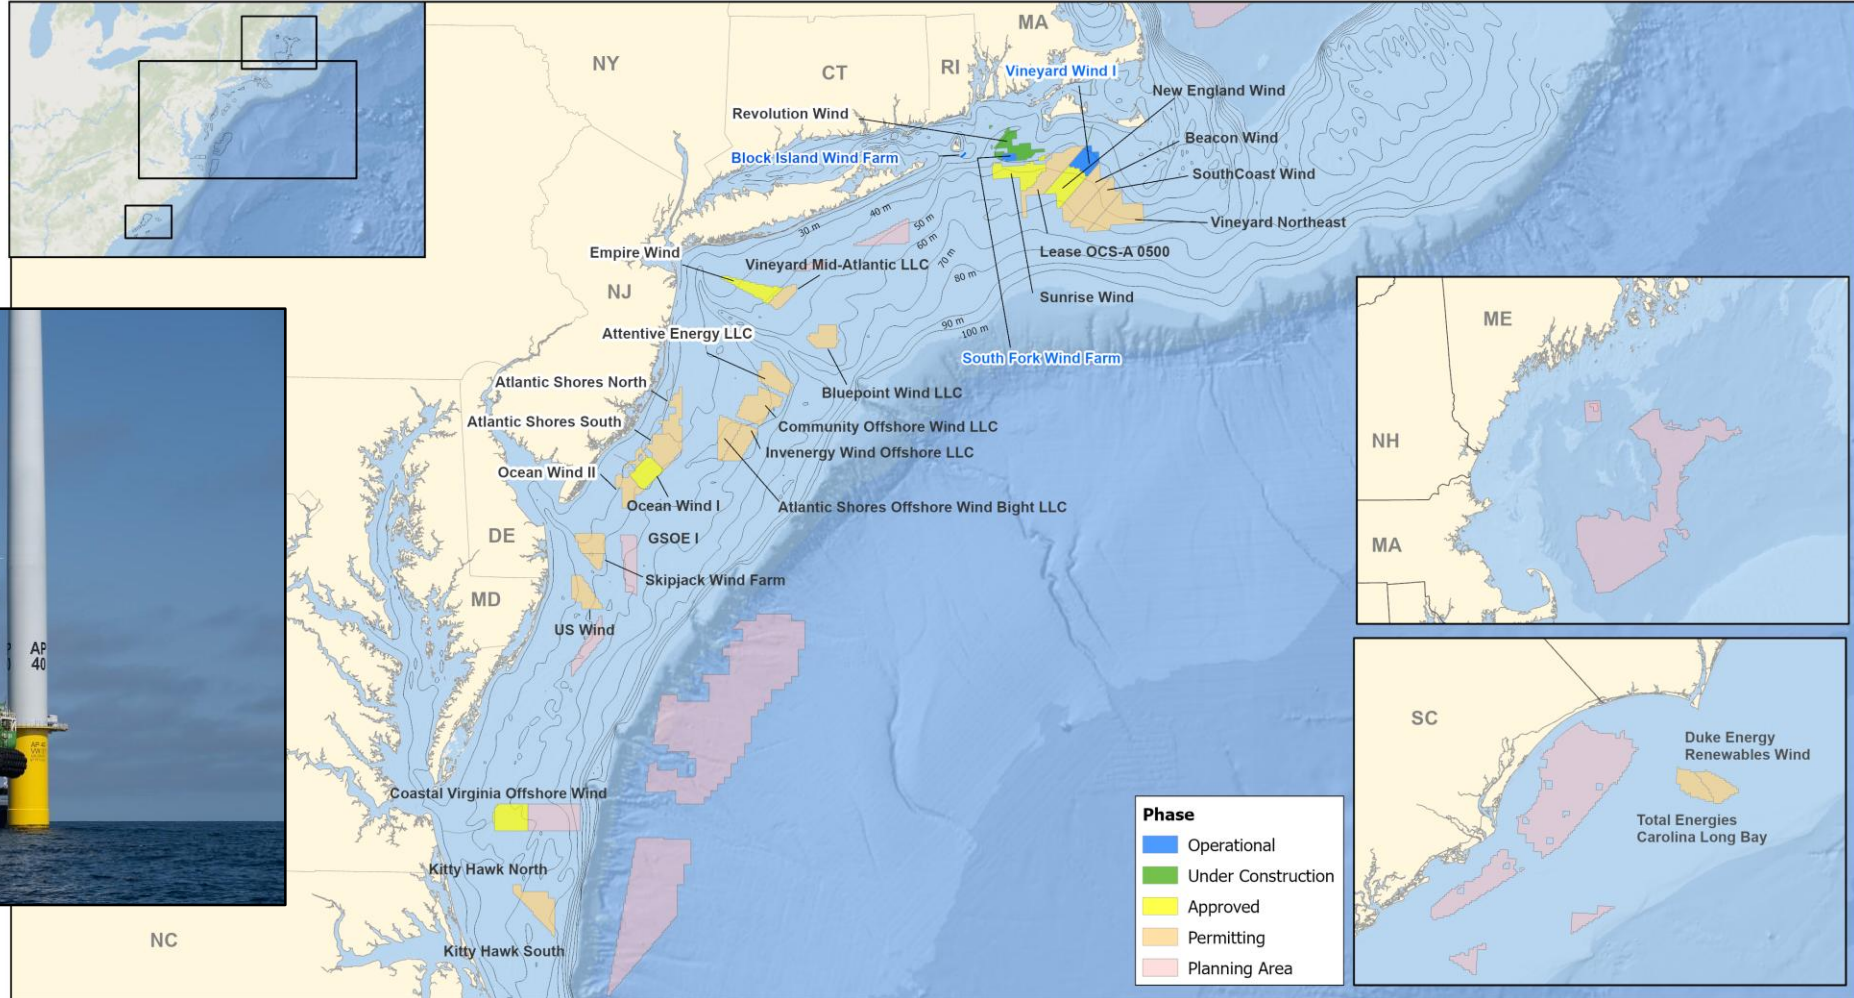 MA
NY
CT
RI
Vineyard Wind I
New England Wind
Revolution Wind
Beacon Wind
Block Island Wind Farm
SouthCoast Wind
Vineyard Northeast
40 m
50 m
30 m
60 m
70 m
80 m
Empire Wind
Vineyard Mid-Atlantic LLC
Lease OCS-A 0500
NJ
Sunrise Wind
90 m
100 m
Attentive Energy LLC
South Fork Wind Farm
Atlantic Shores North
Bluepoint Wind LLC
Atlantic Shores South
Community Offshore Wind LLC
Invenergy Wind Offshore LLC
Ocean Wind II
Ocean Wind I
Atlantic Shores Offshore Wind Bight LLC
DE
GSOE I
Skipjack Wind Farm
MD
US Wind
Coastal Virginia Offshore Wind
Kitty Hawk North
NC
Kitty Hawk South
AP
40
ME
NH
MA
SC
Duke Energy
Renewables Wind
Total Energies
Carolina Long Bay
Phase
Operational
Under Construction
Approved
Permitting
Planning Area